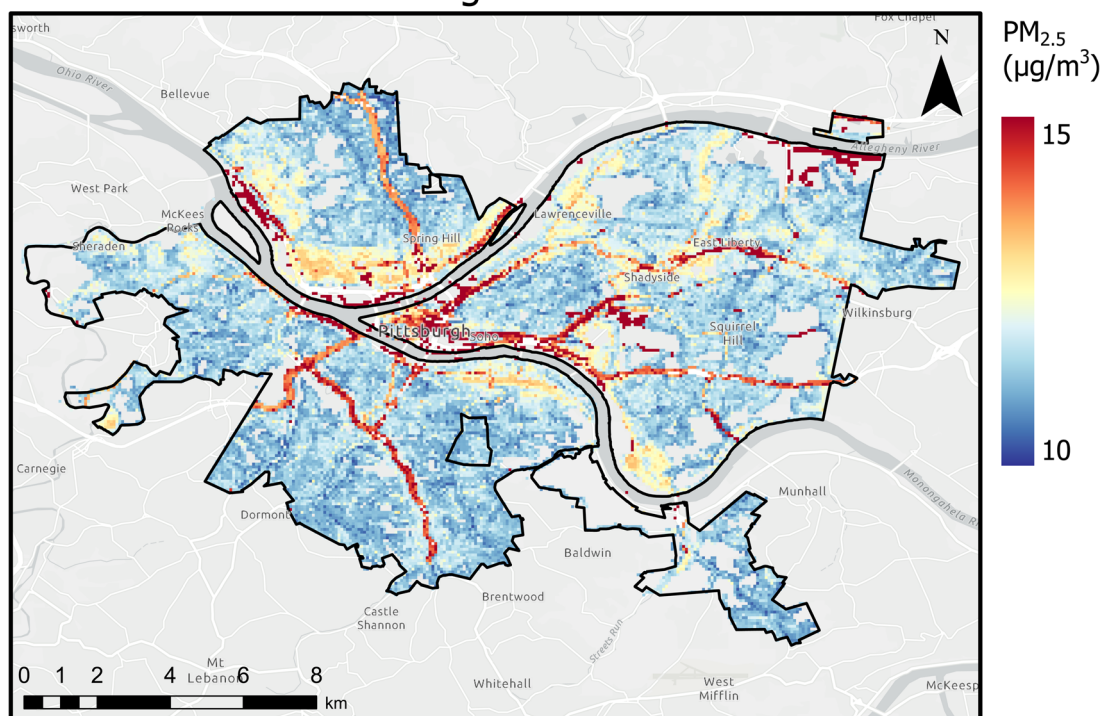 sworth
Fox Chapel
PM2.5
(µg/m³)
N
Ohio River
Bellevue
15
Allegheny River
West Park
McKees
Rocks
Lawrenceville
Spring Hill
East Liberty
Sheraden
Shadyside
Wilkinsburg
Pittsburgh
Soho
Squirrel
Hill
10
Carnegie
Munhall
Monongahela Ri
Dormont
Baldwin
Brentwood
Castle
Shannon
Streets Run
Mt
Lebanon
Whitehall
West
Mifflin
McKeesp
0 1 2 4 6 8
km